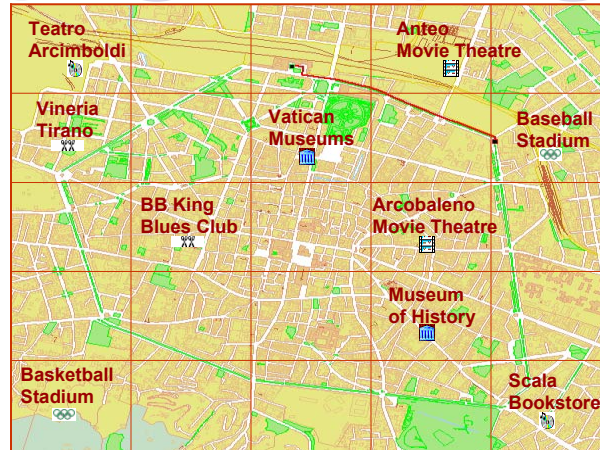 Teatro
Arcimboldi
Anteo
Movie Theatre
Vineria
Tirano
Vatican
Museums
Baseball
Stadium
BB King
Blues Club
Arcobaleno
Movie Theatre
Museum
of History
Basketball
Stadium
Scala
Bookstore